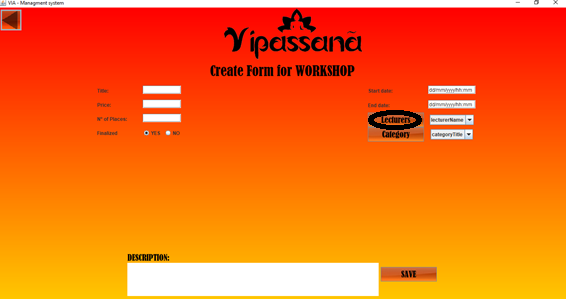 VIA - Managment system
Vipassanā
Create Form for WORKSHOP
Title:
Start date:
dd/mm/yyyy/hh:mm
Price:
End date:
dd/mm/yyyy/hh:mm
N° of Places:
Lecturers
lecturerName
Finalized
YES
NO
Category
categoryTitle
DESCRIPTION:
SAVE